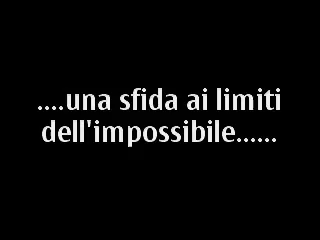 ....una sfida ai limiti
dell'impossibile......